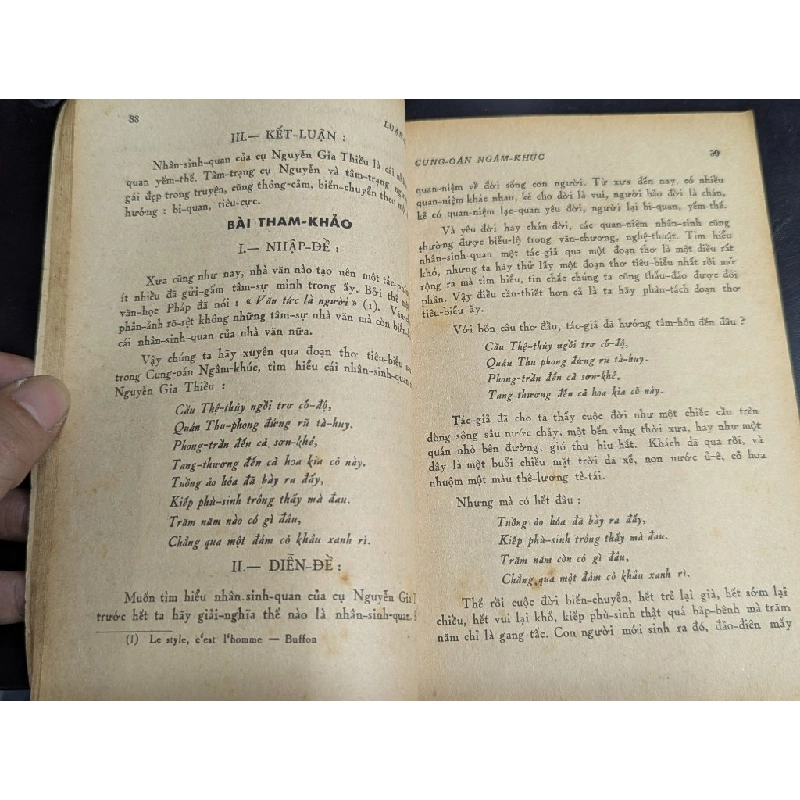 38
LUẬN
III.— KẾT-LUẬN :
Nhân-sinh-quan của cụ Nguyễn Gia Thiều là cái nhân
quan yếm-thế. Tâm-trạng cụ Nguyễn và tâm-trạng người
gái đẹp trong truyện, cũng thông-cảm, biến-chuyển theo một
hướng : bi-quan, tiêu-cực.
BÀI THAM-KHẢO
I.— NHẬP-ĐỀ :
Xưa cũng như nay, nhà văn nào tạo nên một tác-phẩm
ít nhiều đã gửi-gấm tâm-sự mình trong ấy. Bởi thế một
văn-học Pháp đã nói : « Văn tức là người » (1). Văn
phản-ảnh rõ-rệt không những tâm-sự nhà văn mà còn biểu-
cái nhân-sinh-quan của nhà văn nữa.
Vậy chúng ta hãy xuyên qua đoạn thơ tiêu-biểu sau
trong Cung-oán Ngâm-khúc, tìm hiểu cái nhân-sinh-quan
Nguyễn Gia Thiều :
Cầu Thệ-thủy ngồi trơ cổ-độ,
Quán Thu-phong đứng rũ tà-huy.
Phong-trần đến cả sơn-khê,
Tang-thương đến cả hoa kia cỏ này.
Tuồng ảo hóa đã bày ra đấy,
Kiếp phù-sinh trông thấy mà đau.
Trăm năm nào có gì đâu,
Chẳng qua một đám cỏ khâu xanh rì.
II.— DIỄN-ĐỀ :
Muốn tìm hiểu nhân-sinh-quan của cụ Nguyễn Gia
trước hết ta hãy giải-nghĩa thế nào là nhân-sinh-quan.
(1) Le style, c'est l'homme — Buffon
CUNG-OÁN NGÂM-KHÚC
39
quan-niệm về đời sống con người. Từ xưa đến nay, có nhiều
quan-niệm khác nhau, kẻ cho đời là vui, người bảo đời là chán,
kẻ có quan-niệm lạc-quan yêu đời, người lại bi-quan, yếm-thế.
Và yêu đời hay chán đời, các quan-niệm nhân-sinh cũng
thường được biểu-lộ trong văn-chương, nghệ-thuật. Tìm hiểu
nhân-sinh-quan một tác-giả qua một đoạn thơ là một điều rất
khó, nhưng ta hãy thử lấy một đoạn thơ tiêu-biểu nhất rồi mở
rộng ra mà tìm hiểu, tin chắc chúng ta cũng thấu-đáo được đôi
phần. Vậy điều cần-thiết hơn cả là ta hãy phân-tách đoạn thơ
tiêu-biểu ấy.
Với bốn câu thơ đầu, tác-giả đã hướng tâm-hồn đến đâu ?
Cầu Thệ-thủy ngồi trơ cổ-độ,
Quán Thu phong đứng rũ tà-huy.
Phong-trần đến cả sơn-khê,
Tang-thương đến cả hoa kia cỏ này.
Tác-giả đã cho ta thấy cuộc đời như một chiếc cầu trên
dòng sông sâu nước chảy, một bến vắng thời xưa, hay như một
quán nhỏ bên đường, gió thu hiu hắt. Khách đã qua rồi, và
đây là một buổi chiều mặt trời đã xế, non nước ủ-ê, cỏ hoa
nhuộm một màu thê-lương tê-tái.
Nhưng mà có hết đâu :
Tuồng ảo hóa đã bày ra đấy,
Kiếp phù-sinh trông thấy mà đau.
Trăm năm còn có gì đâu,
Chẳng qua một đám cỏ khâu xanh rì.
Thế rồi cuộc đời biến-chuyển, hết trẻ lại già, hết sớm lại
chiều, hết vui lại khổ, kiếp phù-sinh thật quá bấp-bênh mà trăm
năm chỉ là gang tấc. Con người mới sinh ra đó, đảo-điên mấy